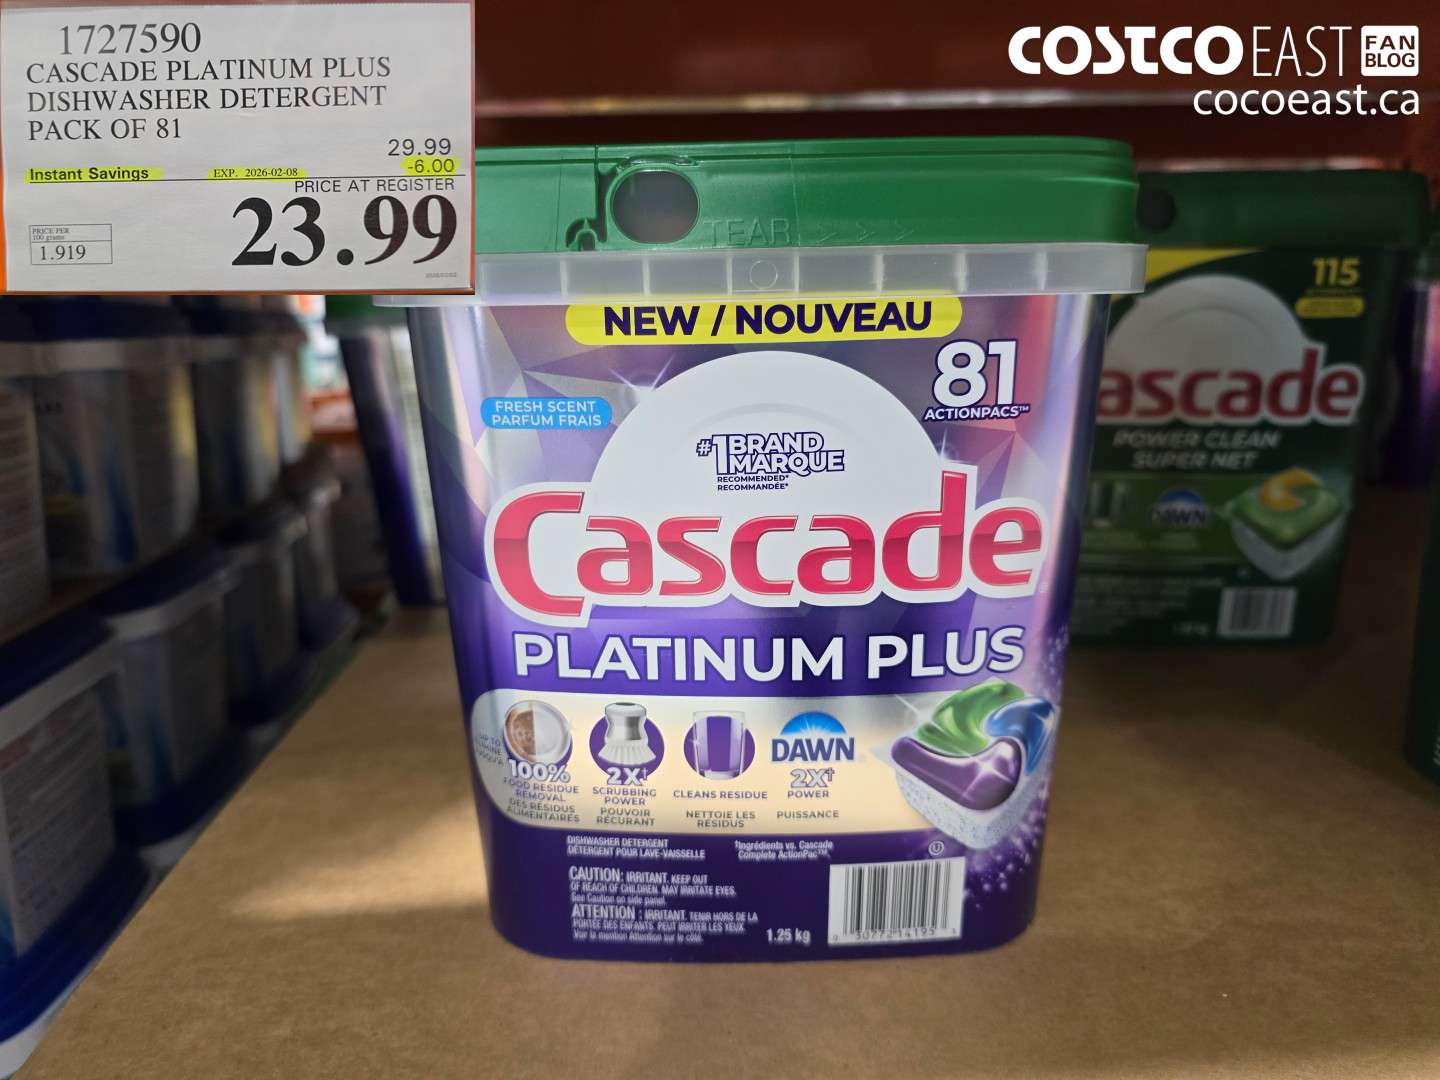 1727590
CASCADE PLATINUM PLUS
DISHWASHER DETERGENT
PACK OF 81
29.99
Instant Savings EXP. 2026-02-08 -6.00
PRICE AT REGISTER
23.99
PRICE PER
100 grams
1.919
COSTCO EAST FAN BLOG
cocoeast.ca
TEAR
NEW / NOUVEAU
81
ACTIONPACS™
FRESH SCENT
PARFUM FRAIS
#1 BRAND
MARQUE
RECOMMENDED*
RECOMMANDÉE*
Cascade
PLATINUM PLUS
UP TO
100%
FOOD RESIDUE
REMOVAL
DES RÉSIDUS
ALIMENTAIRES
2X†
SCRUBBING
POWER
POUVOIR
RÉCURANT
CLEANS RESIDUE
NETTOIE LES
RÉSIDUS
DAWN
2X†
POWER
PUISSANCE
DISHWASHER DETERGENT
DÉTERGENT POUR LAVE-VAISSELLE
†Ingrédients vs. Cascade
Complete ActionPac™
CAUTION: IRRITANT. KEEP OUT
OF REACH OF CHILDREN. MAY IRRITATE EYES.
See Caution on side panel.
ATTENTION : IRRITANT. TENIR HORS DE LA
PORTÉE DES ENFANTS. PEUT IRRITER LES YEUX.
Voir la mention Attention sur le côté.
1.25 kg
115
ascade
POWER CLEAN
SUPER NET
DAWN